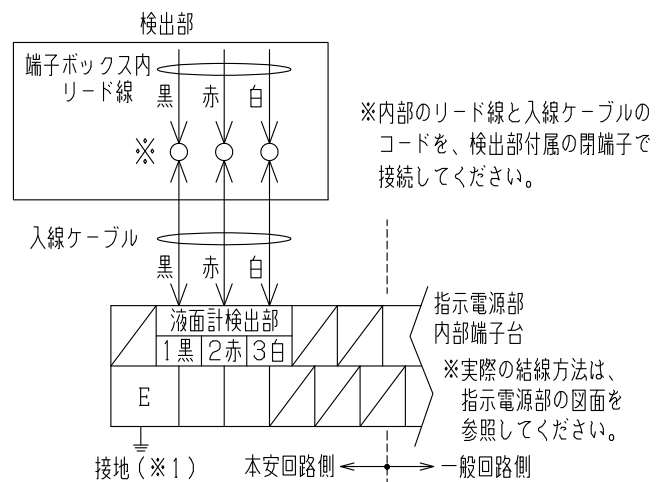 検出部
端子ボックス内
リード線
黒 赤 白
※
※内部のリード線と入線ケーブルの
コードを、検出部付属の閉端子で
接続してください。
入線ケーブル
黒 赤 白
液面計検出部
1黒 2赤 3白
E
指示電源部
内部端子台
※実際の結線方法は、
指示電源部の図面を
参照してください。
接地(※1)
本安回路側
一般回路側